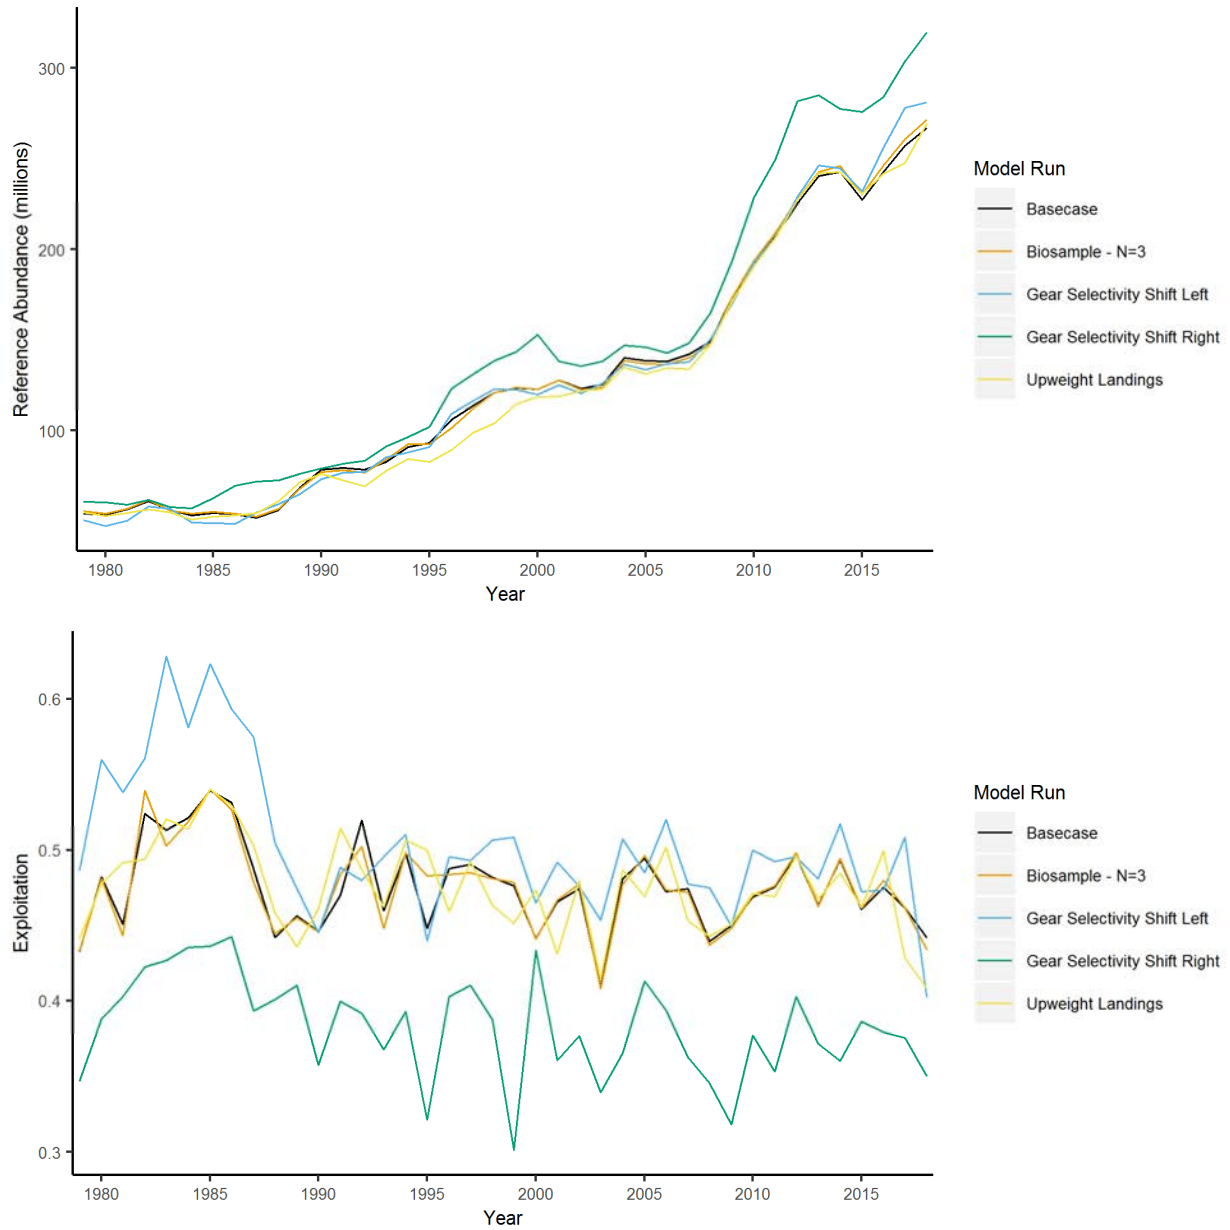 Reference Abundance (millions)
300
200
100
1980 1985 1990 1995 2000 2005 2010 2015
Year
Model Run
Basecase
Biosample - N=3
Gear Selectivity Shift Left
Gear Selectivity Shift Right
Upweight Landings
Exploitation
0.6
0.5
0.4
0.3
1980 1985 1990 1995 2000 2005 2010 2015
Year
Model Run
Basecase
Biosample - N=3
Gear Selectivity Shift Left
Gear Selectivity Shift Right
Upweight Landings